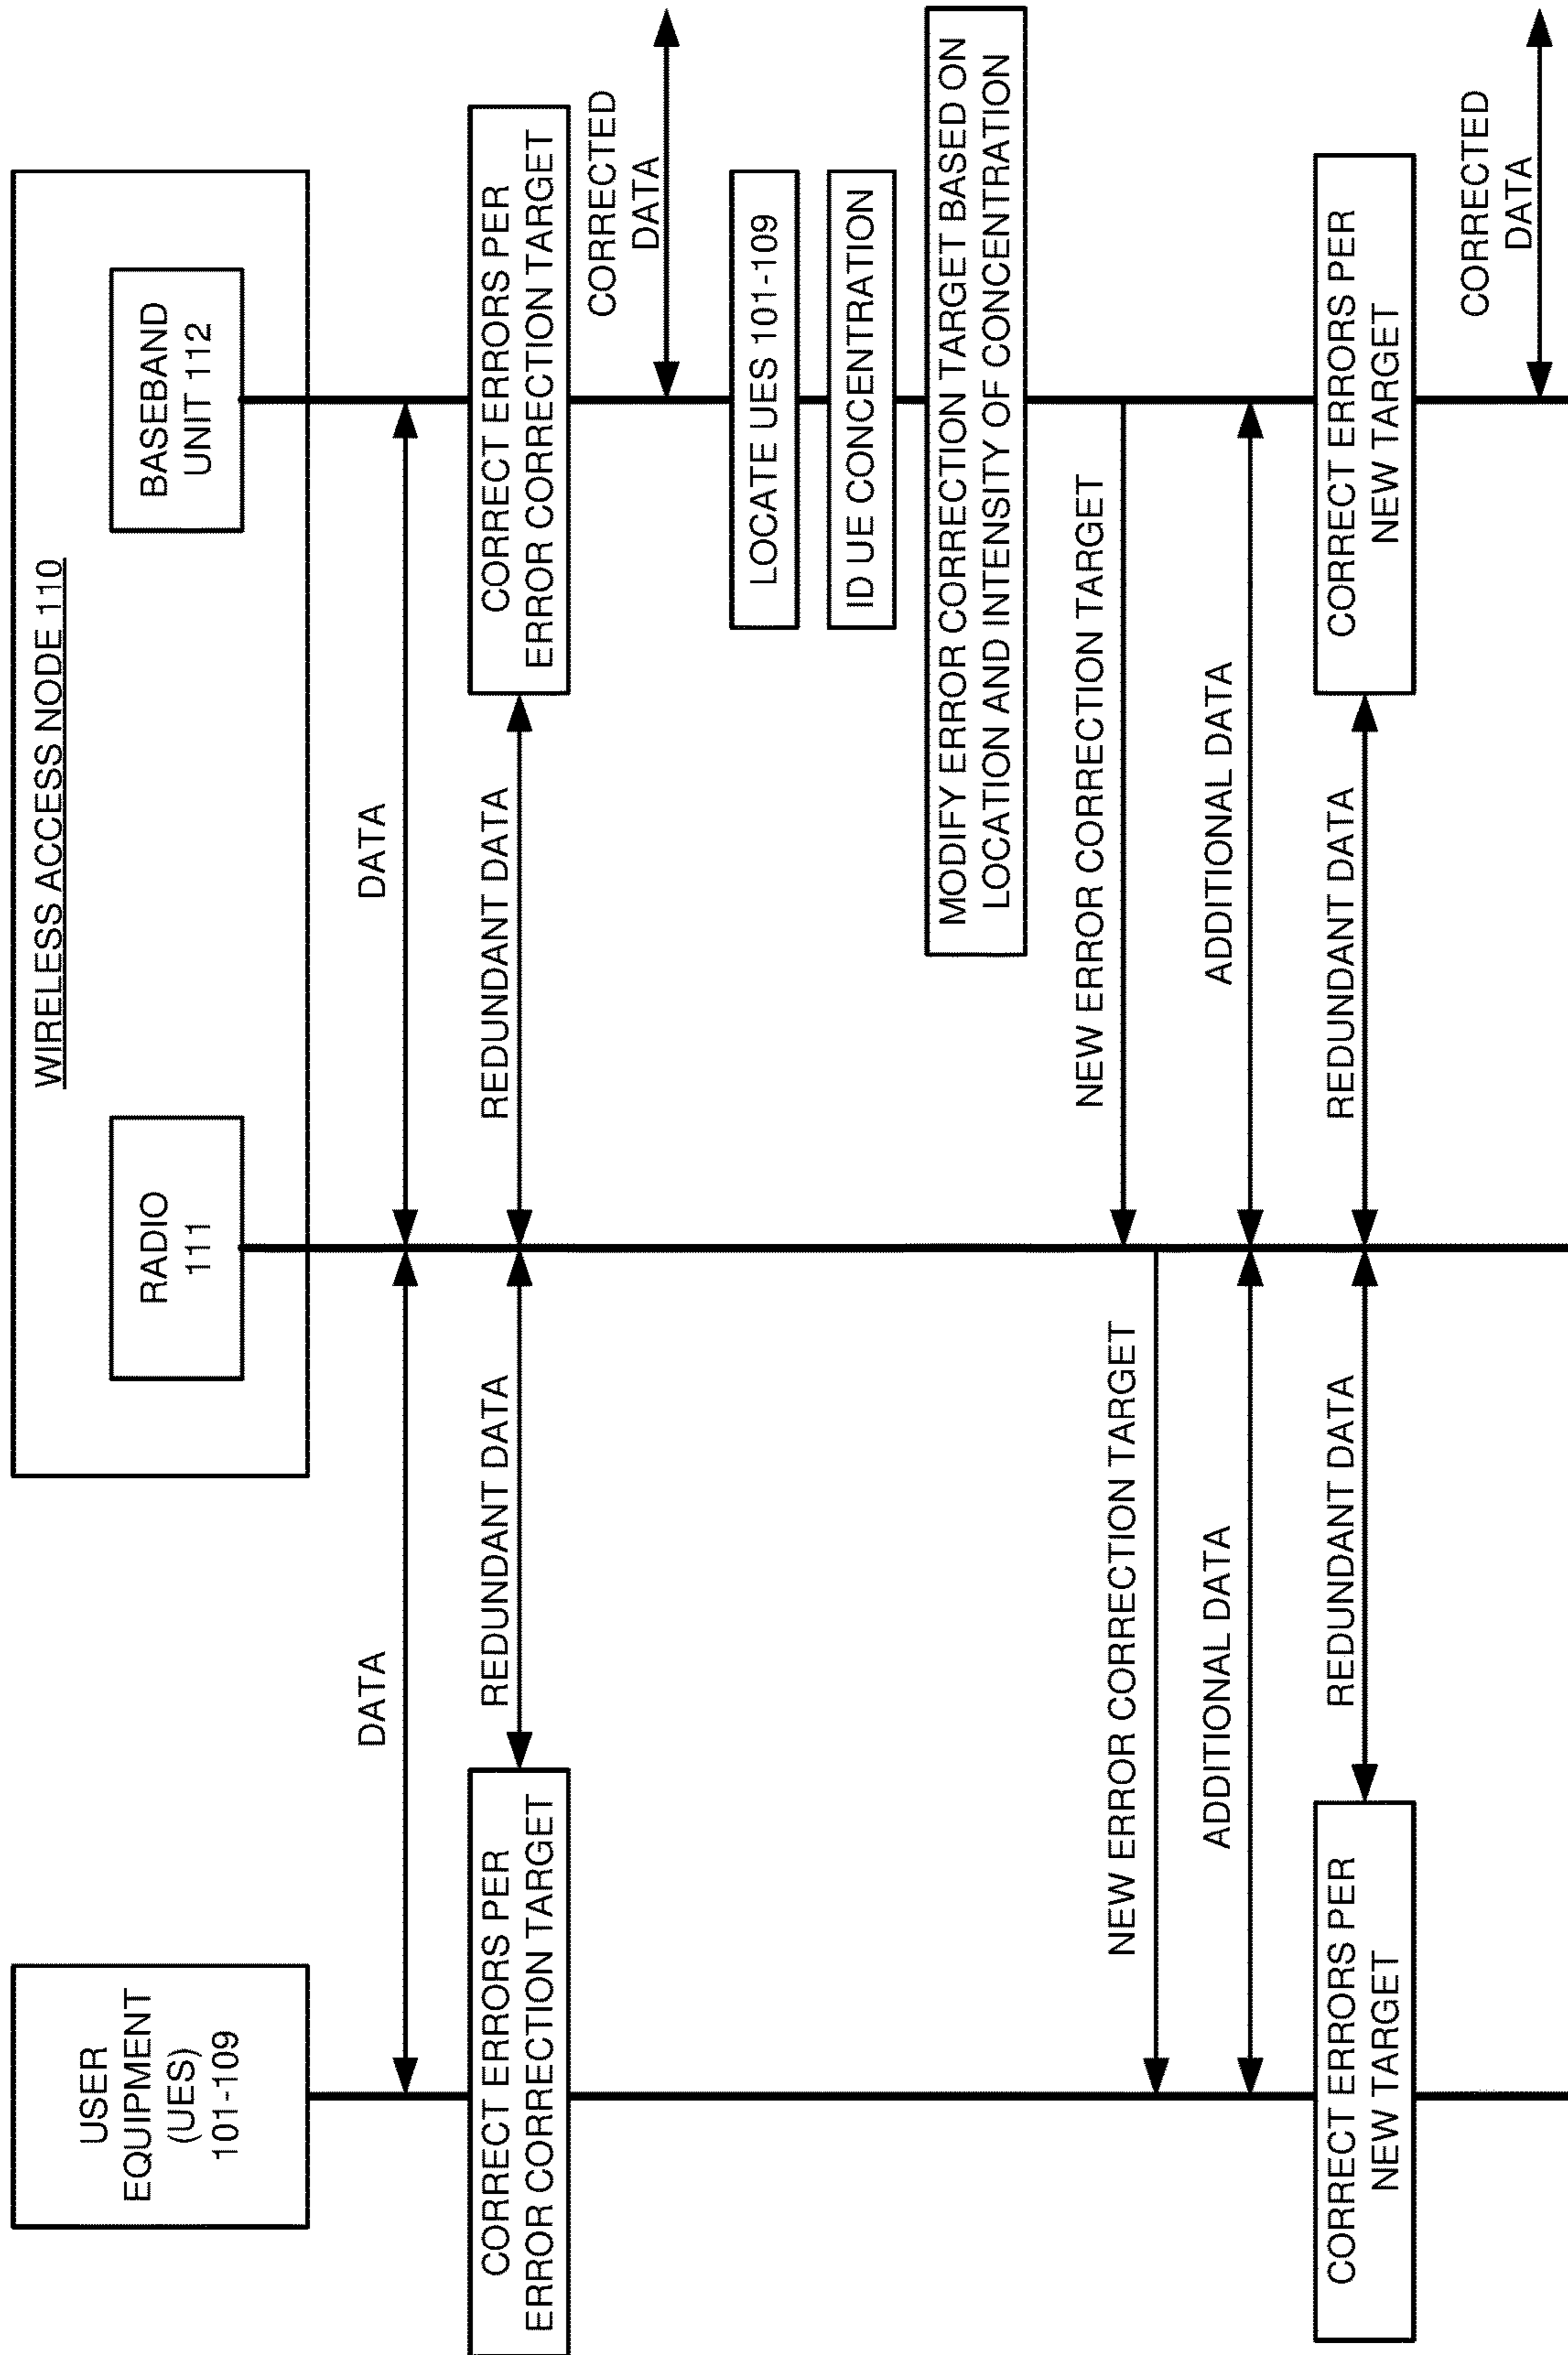 USER
EQUIPMENT
(UES)
101-109
WIRELESS ACCESS NODE 110
RADIO
111
BASEBAND
UNIT 112
DATA
DATA
CORRECT ERRORS PER
ERROR CORRECTION TARGET
REDUNDANT DATA
REDUNDANT DATA
CORRECT ERRORS PER
ERROR CORRECTION TARGET
CORRECTED
DATA
LOCATE UES 101-109
ID UE CONCENTRATION
MODIFY ERROR CORRECTION TARGET BASED ON
LOCATION AND INTENSITY OF CONCENTRATION
NEW ERROR CORRECTION TARGET
NEW ERROR CORRECTION TARGET
ADDITIONAL DATA
ADDITIONAL DATA
CORRECT ERRORS PER
NEW TARGET
REDUNDANT DATA
REDUNDANT DATA
CORRECT ERRORS PER
NEW TARGET
CORRECTED
DATA